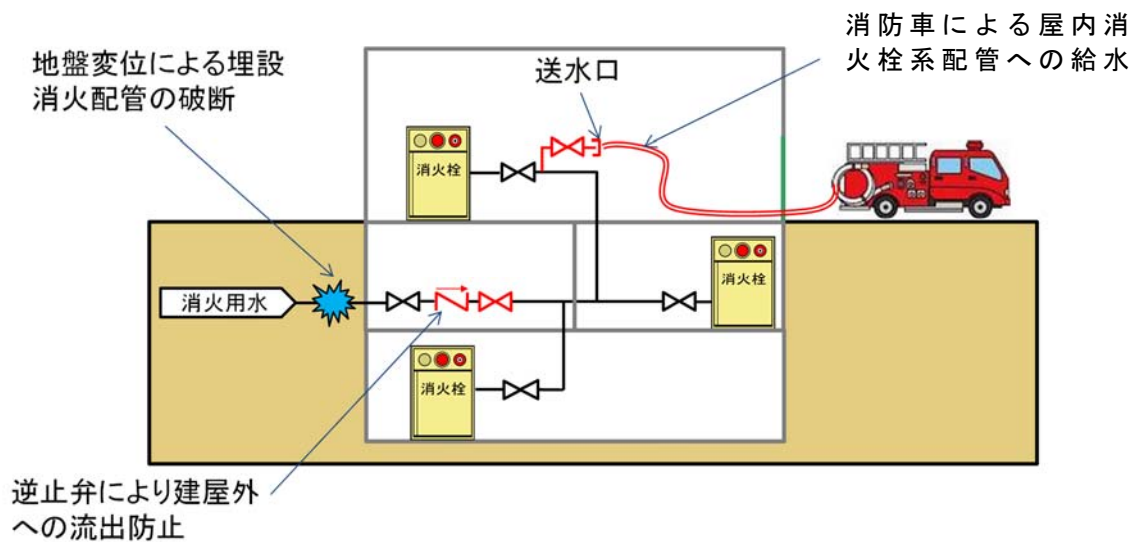 消防車による屋内消
火栓系配管への給水
地盤変位による埋設
消火配管の破断
送水口
消火栓
消火栓
消火用水
消火栓
逆止弁により建屋外
への流出防止